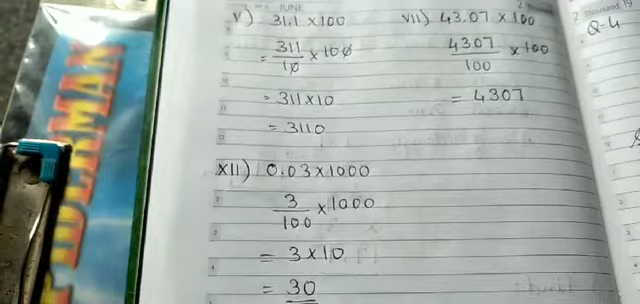 JUNE
v) 31.1 × 100
= 311/10 × 100
= 311 × 10
= 3110
vii) 43.07 × 100
4307/100 × 100
= 4307
xii) 0.03 × 1000
3/100 × 1000
= 3 × 10
= 30
Q-4